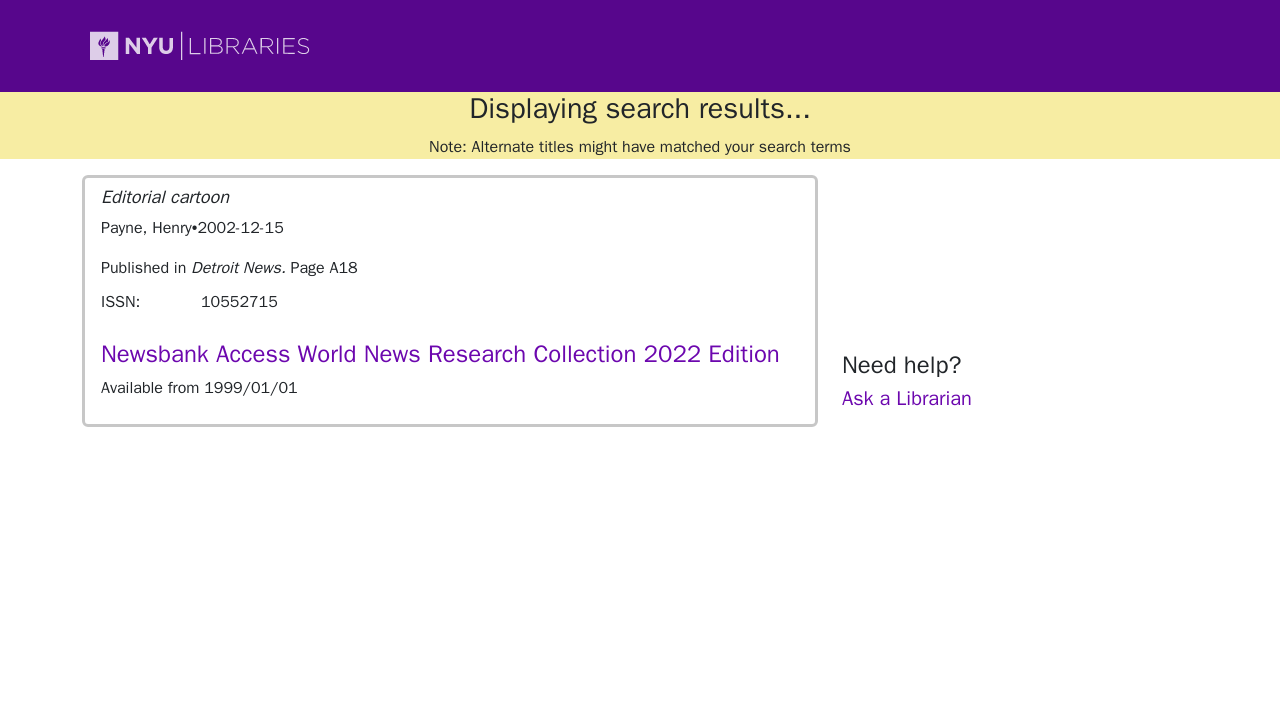 NYU LIBRARIES
Displaying search results...
Note: Alternate titles might have matched your search terms
Editorial cartoon
Payne, Henry•2002-12-15
Published in Detroit News. Page A18
ISSN: 10552715
Newsbank Access World News Research Collection 2022 Edition
Available from 1999/01/01
Need help?
Ask a Librarian